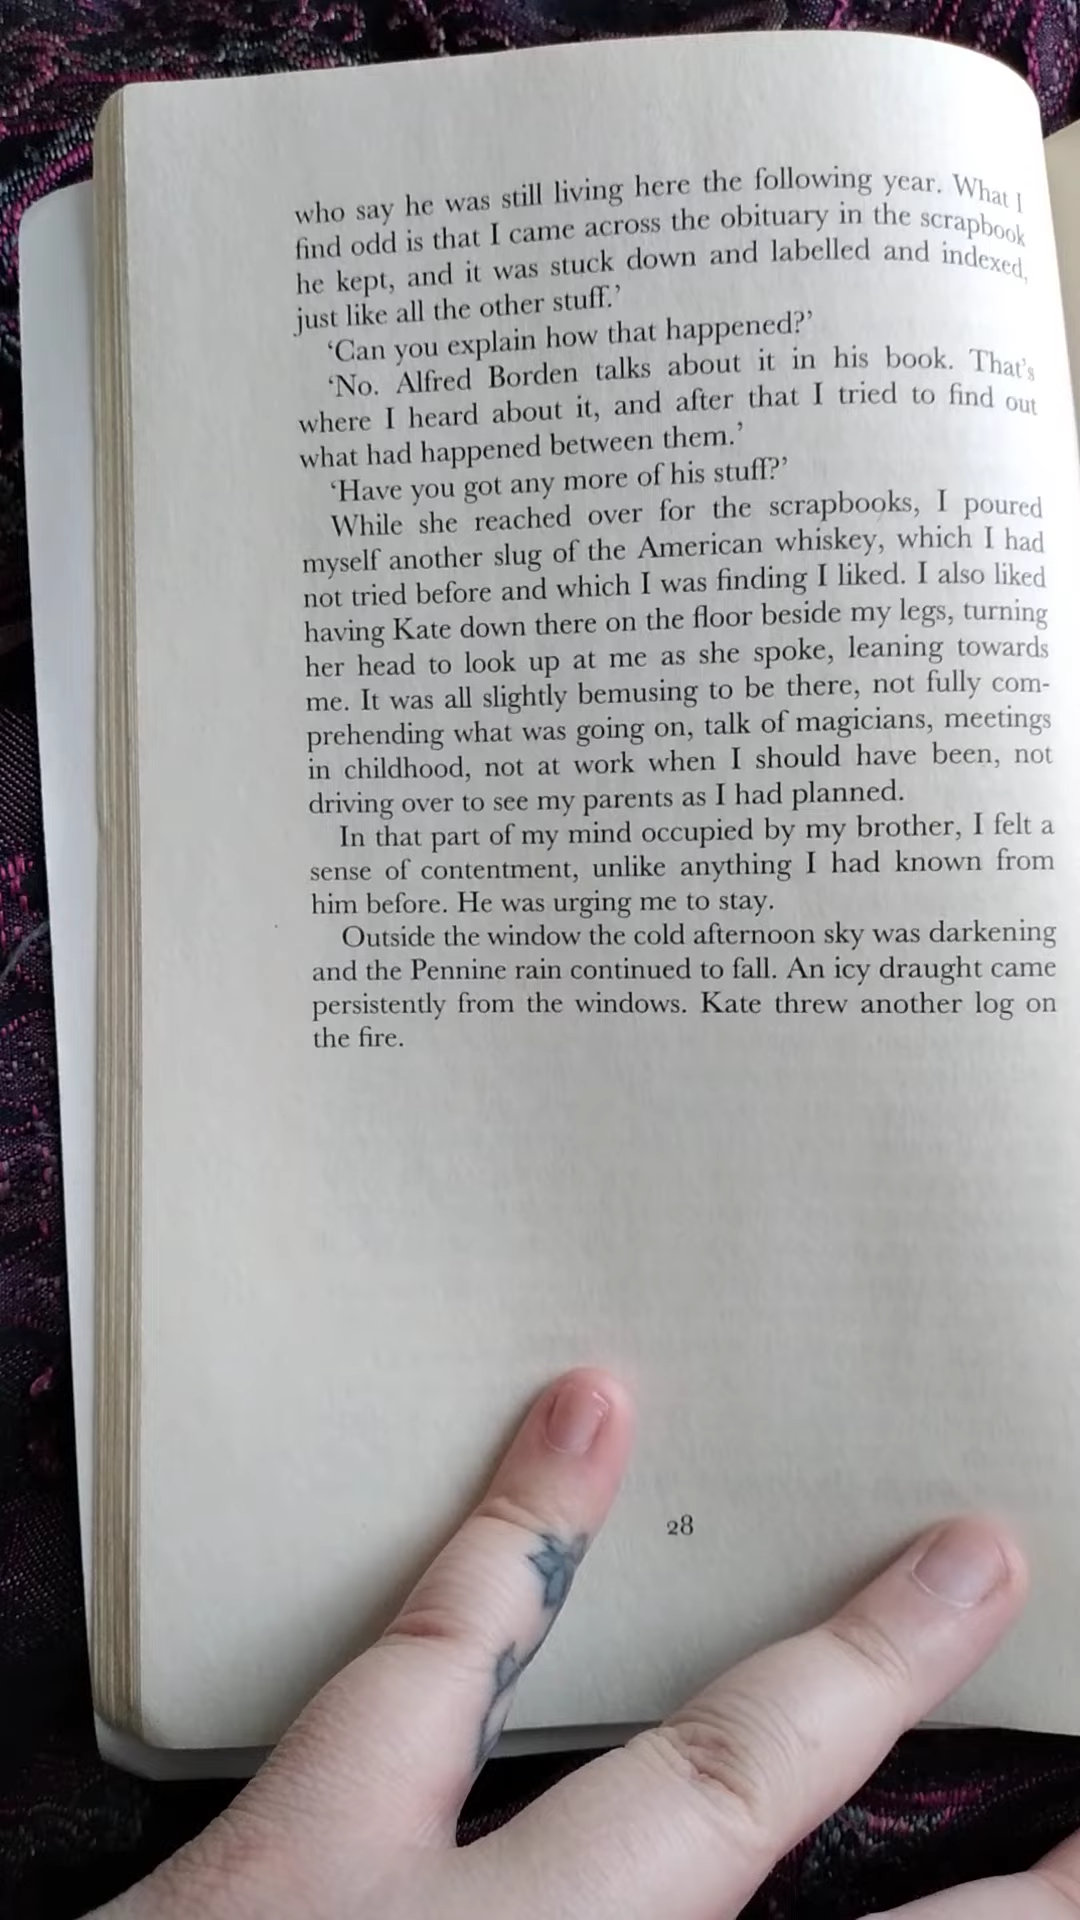 who say he was still living here the following year. What I
find odd is that I came across the obituary in the scrapbook
he kept, and it was stuck down and labelled and indexed,
just like all the other stuff.’
‘Can you explain how that happened?’
‘No. Alfred Borden talks about it in his book. That’s
where I heard about it, and after that I tried to find out
what had happened between them.’
‘Have you got any more of his stuff?’
While she reached over for the scrapbooks, I poured
myself another slug of the American whiskey, which I had
not tried before and which I was finding I liked. I also liked
having Kate down there on the floor beside my legs, turning
her head to look up at me as she spoke, leaning towards
me. It was all slightly bemusing to be there, not fully com-
prehending what was going on, talk of magicians, meetings
in childhood, not at work when I should have been, not
driving over to see my parents as I had planned.
In that part of my mind occupied by my brother, I felt a
sense of contentment, unlike anything I had known from
him before. He was urging me to stay.
Outside the window the cold afternoon sky was darkening
and the Pennine rain continued to fall. An icy draught came
persistently from the windows. Kate threw another log on
the fire.
28